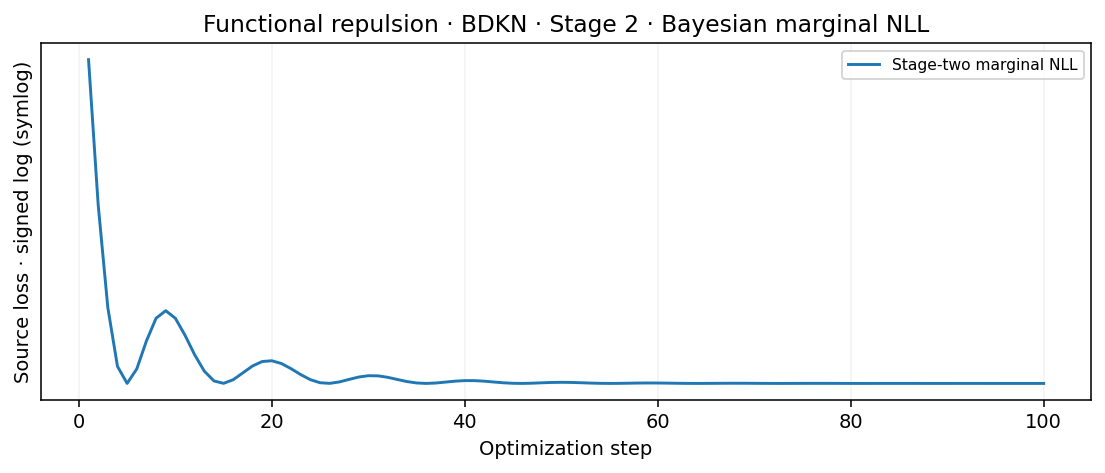 Functional repulsion · BDKN · Stage 2 · Bayesian marginal NLL
Stage-two marginal NLL
Source loss · signed log (symlog)
0 20 40 60 80 100
Optimization step